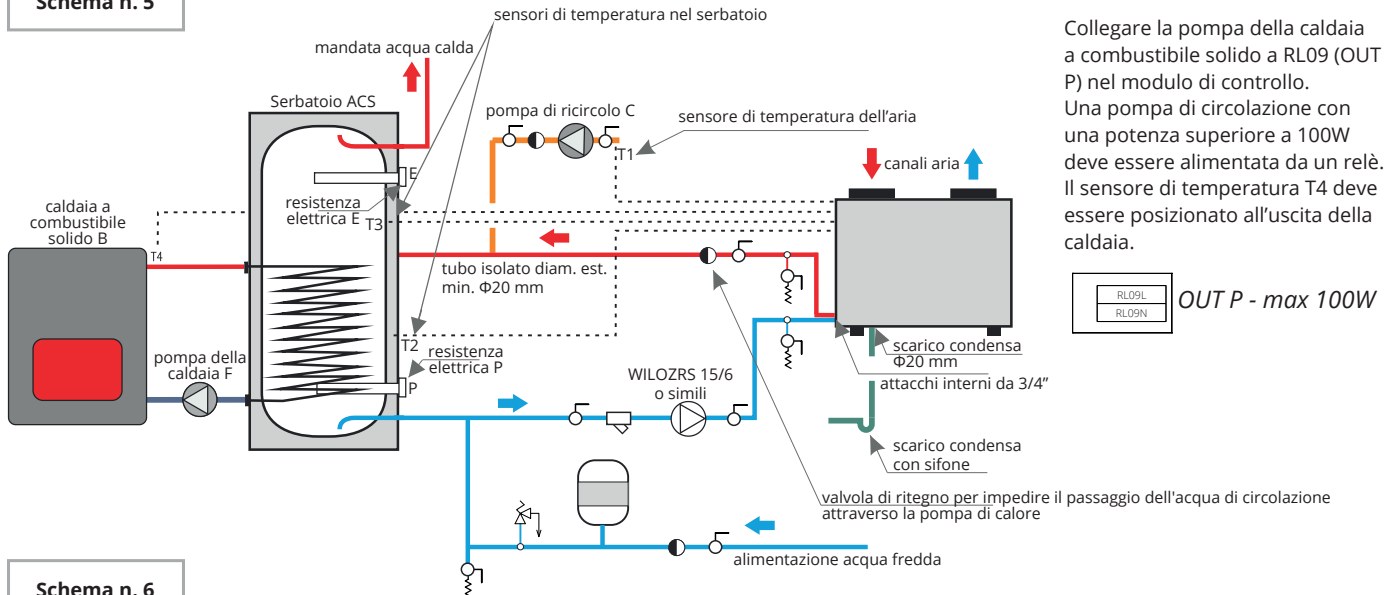 Schema n. 5
sensori di temperatura nel serbatoio
mandata acqua calda
Serbatoio ACS
pompa di ricircolo C
sensore di temperatura dell’aria
T1
canali aria
E
resistenza
elettrica E
T3
caldaia a
combustibile
solido B
T4
tubo isolato diam. est.
min. Φ20 mm
T2
resistenza
elettrica P
P
pompa della
caldaia F
WILOZRS 15/6
o simili
scarico condensa
Φ20 mm
attacchi interni da 3/4”
scarico condensa
con sifone
valvola di ritegno per impedire il passaggio dell'acqua di circolazione
attraverso la pompa di calore
alimentazione acqua fredda
Collegare la pompa della caldaia
a combustibile solido a RL09 (OUT
P) nel modulo di controllo.
Una pompa di circolazione con
una potenza superiore a 100W
deve essere alimentata da un relè.
Il sensore di temperatura T4 deve
essere posizionato all’uscita della
caldaia.
RL09L
RL09N
OUT P - max 100W
Schema n. 6